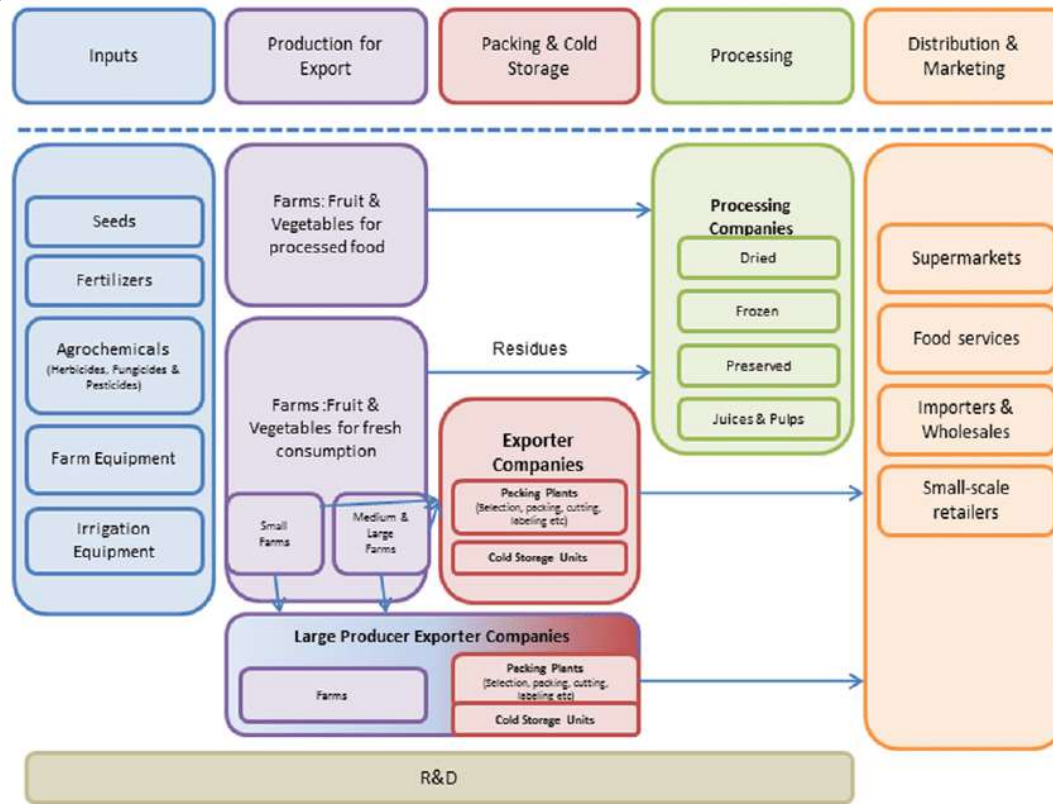 Inputs
Production for
Export
Packing & Cold
Storage
Processing
Distribution &
Marketing
Seeds
Fertilizers
Agrochemicals
(Herbicides, Fungicides &
Pesticides)
Farm Equipment
Irrigation
Equipment
Farms: Fruit &
Vegetables for
processed food
Farms :Fruit &
Vegetables for fresh
consumption
Small
Farms
Medium &
Large
Farms
Residues
Exporter
Companies
Packing Plants
(Selection, packing, cutting,
labeling etc)
Cold Storage Units
Processing
Companies
Dried
Frozen
Preserved
Juices & Pulps
Supermarkets
Food services
Importers &
Wholesales
Small-scale
retailers
Large Producer Exporter Companies
Farms
Packing Plants
(Selection, packing, cutting,
labeling etc)
Cold Storage Units
R&D